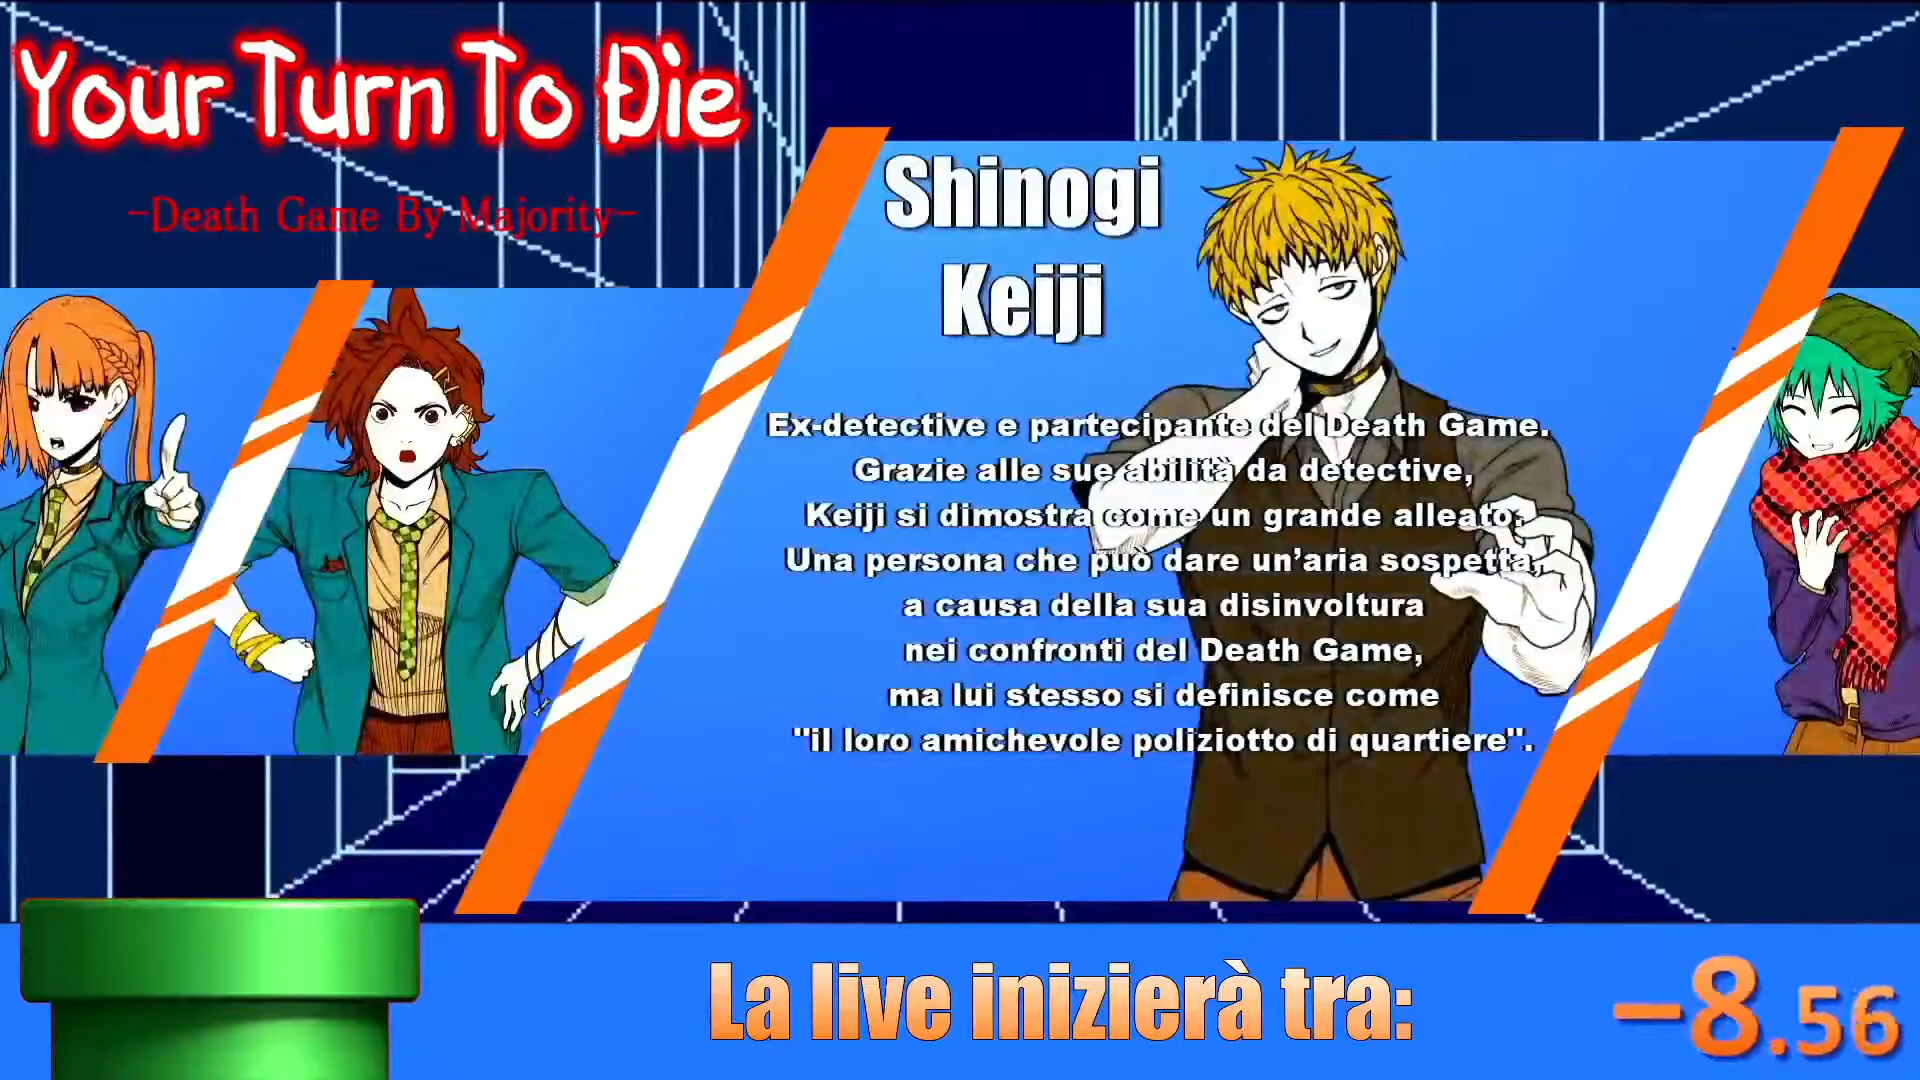 Your Turn To Die
-Death Game By Majority-
Shinogi
Keiji
Ex-detective e partecipante del Death Game.
Grazie alle sue abilità da detective,
Keiji si dimostra come un grande alleato.
Una persona che può dare un’aria sospetta,
a causa della sua disinvoltura
nei confronti del Death Game,
ma lui stesso si definisce come
"il loro amichevole poliziotto di quartiere".
La live inizierà tra:
-8.56